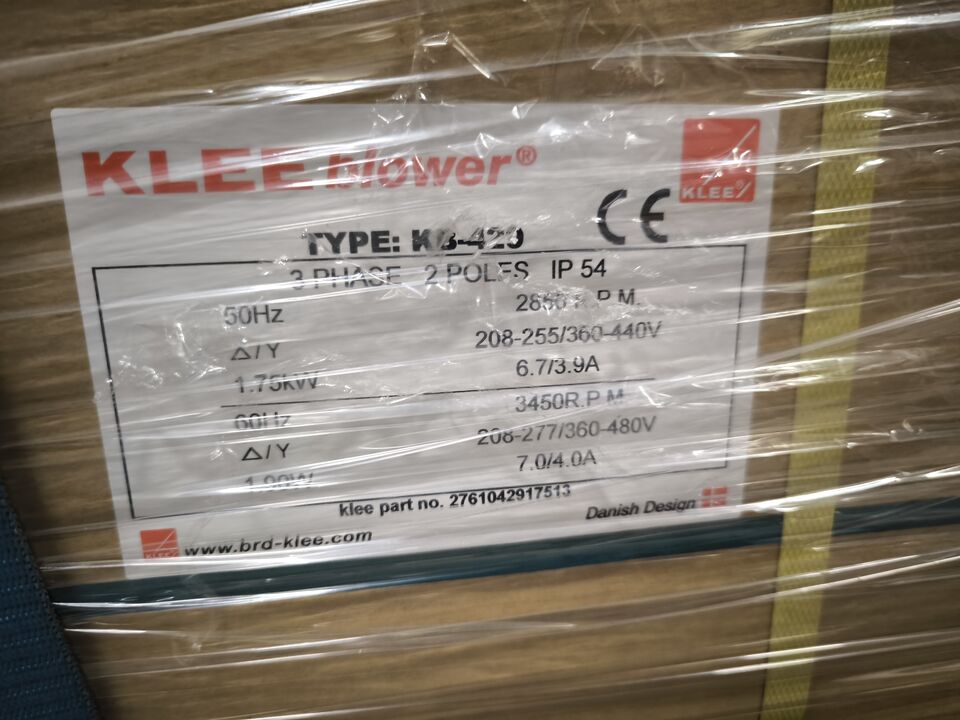 KLEE blower®
KLEE®
CE
TYPE: KB-429
3 PHASE 2 POLES IP 54
50Hz 2850 R.P.M.
△/Y 208-255/360-440V
1.75kW 6.7/3.9A
60Hz 3450R.P.M.
△/Y 208-277/360-480V
7.0/4.0A
klee part no. 2761042917513
KLEE® www.brd-klee.com Danish Design